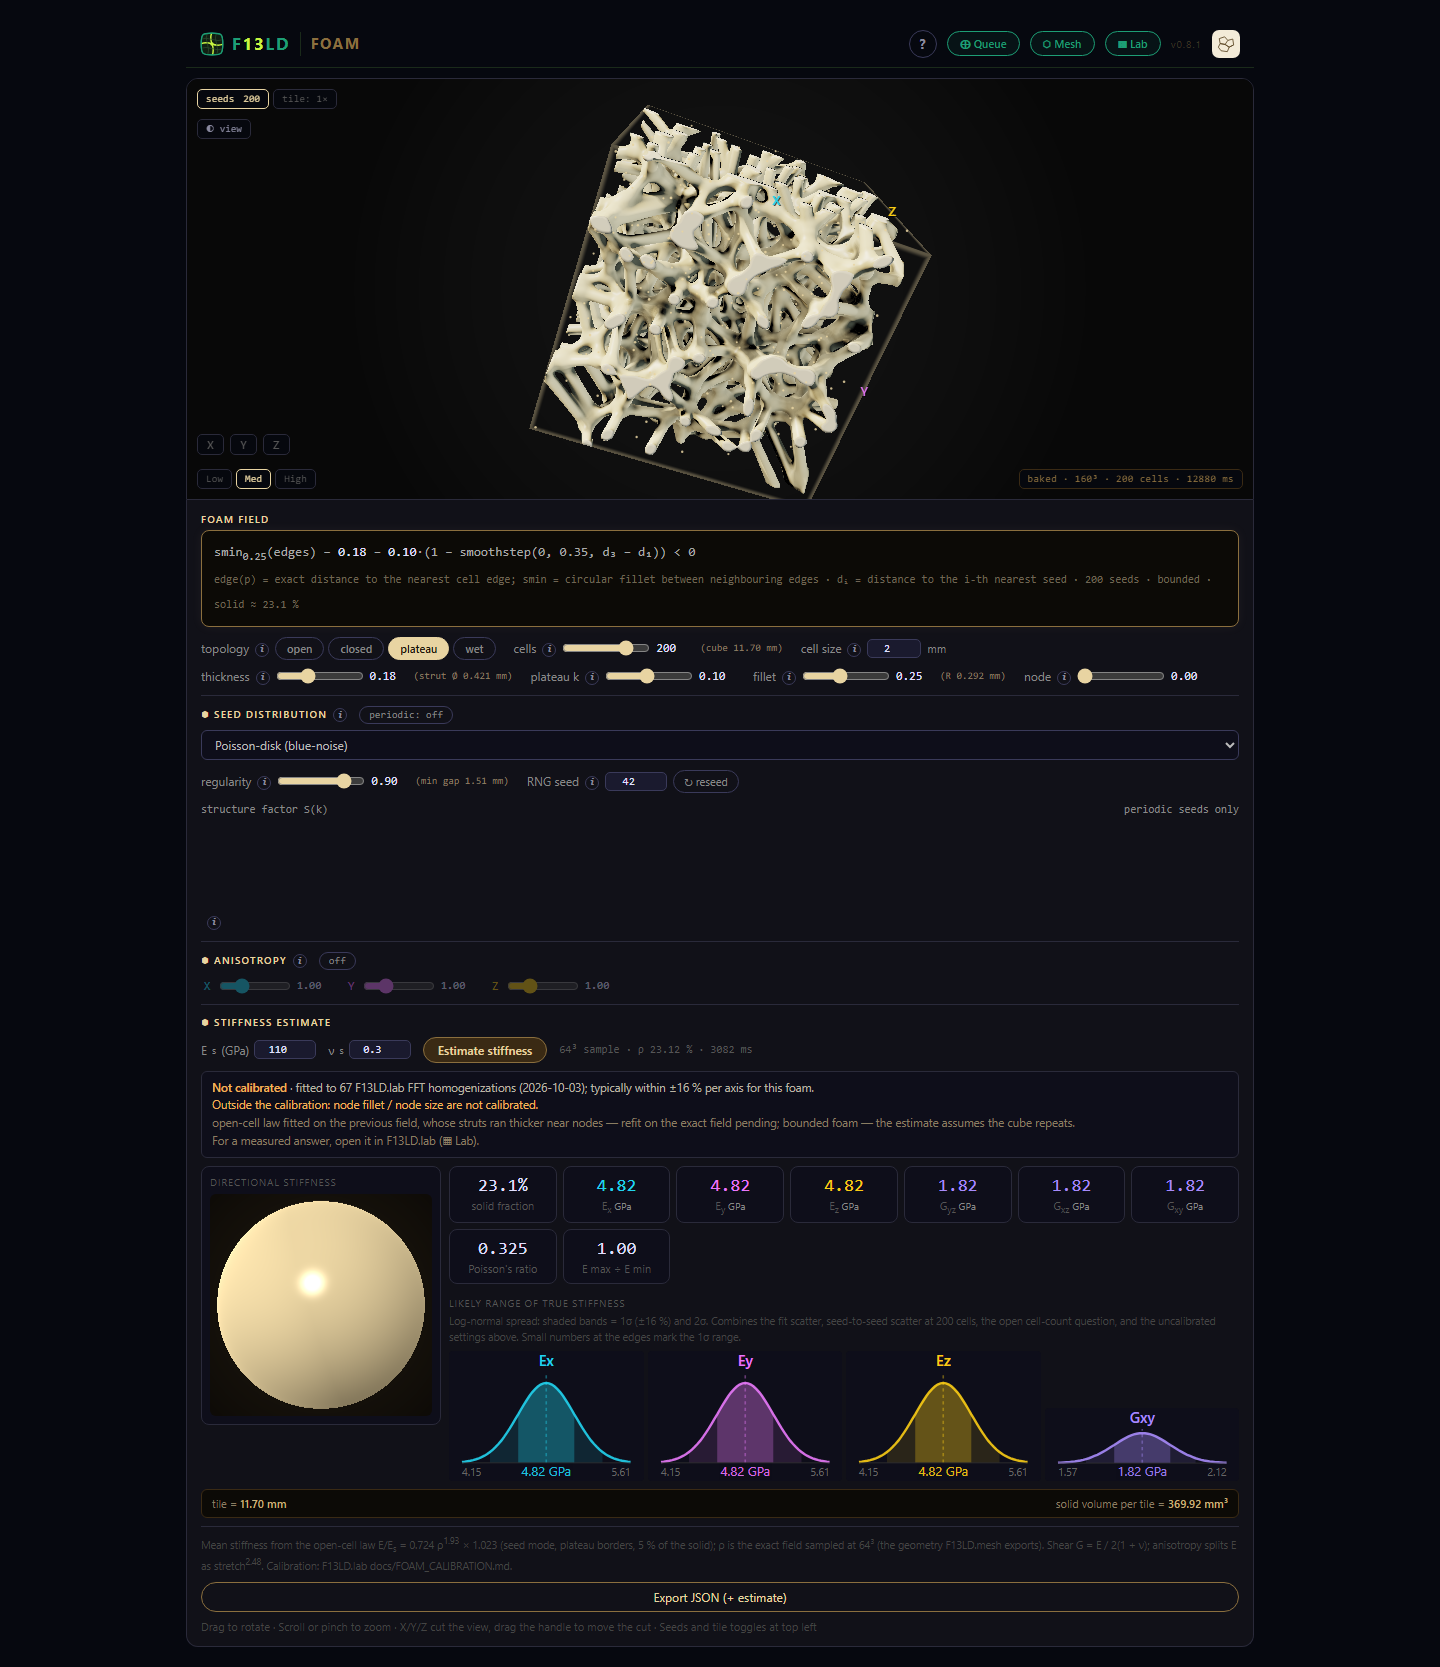 F13LD | FOAM
? Queue Mesh Lab v0.8.1
seeds 200 tile: 1×
◐ view
X
Z
Y
X Y Z
Low Med High
baked · 160³ · 200 cells · 12880 ms
FOAM FIELD
smin0.25(edges) − 0.18 − 0.10·(1 − smoothstep(0, 0.35, d₃ − d₁)) < 0
edge(p) = exact distance to the nearest cell edge; smin = circular fillet between neighbouring edges · dᵢ = distance to the i-th nearest seed · 200 seeds · bounded ·
solid ≈ 23.1 %
topology i open closed plateau wet cells i 200 (cube 11.70 mm) cell size i 2 mm
thickness i 0.18 (strut Ø 0.421 mm) plateau k i 0.10 fillet i 0.25 (R 0.292 mm) node i 0.00
SEED DISTRIBUTION i periodic: off
Poisson-disk (blue-noise)
regularity i 0.90 (min gap 1.51 mm) RNG seed i 42 ↻ reseed
structure factor S(k) periodic seeds only
i
ANISOTROPY i off
X 1.00 Y 1.00 Z 1.00
STIFFNESS ESTIMATE
E s (GPa) 110 ν s 0.3 Estimate stiffness 64³ sample · ρ 23.12 % · 3082 ms
Not calibrated · fitted to 67 F13LD.lab FFT homogenizations (2026-10-03); typically within ±16 % per axis for this foam.
Outside the calibration: node fillet / node size are not calibrated.
open-cell law fitted on the previous field, whose struts ran thicker near nodes — refit on the exact field pending; bounded foam — the estimate assumes the cube repeats.
For a measured answer, open it in F13LD.lab (▦ Lab).
DIRECTIONAL STIFFNESS
23.1% 4.82 4.82 4.82 1.82 1.82 1.82
solid fraction Ex GPa Ey GPa Ez GPa Gyz GPa Gxz GPa Gxy GPa
0.325 1.00
Poisson's ratio E max ÷ E min
LIKELY RANGE OF TRUE STIFFNESS
Log-normal spread: shaded bands = 1σ (±16 %) and 2σ. Combines the fit scatter, seed-to-seed scatter at 200 cells, the open cell-count question, and the uncalibrated
settings above. Small numbers at the edges mark the 1σ range.
Ex Ey Ez Gxy
4.15 4.82 GPa 5.61 4.15 4.82 GPa 5.61 4.15 4.82 GPa 5.61 1.57 1.82 GPa 2.12
tile = 11.70 mm solid volume per tile = 369.92 mm³
Mean stiffness from the open-cell law E/Es = 0.724 ρ^1.93 × 1.023 (seed mode, plateau borders, 5 % of the solid); ρ is the exact field sampled at 64³ (the geometry F13LD.mesh exports). Shear G = E / 2(1 + ν); anisotropy splits E
as stretch^2.48. Calibration: F13LD.lab docs/FOAM_CALIBRATION.md.
Export JSON (+ estimate)
Drag to rotate · Scroll or pinch to zoom · X/Y/Z cut the view, drag the handle to move the cut · Seeds and tile toggles at top left